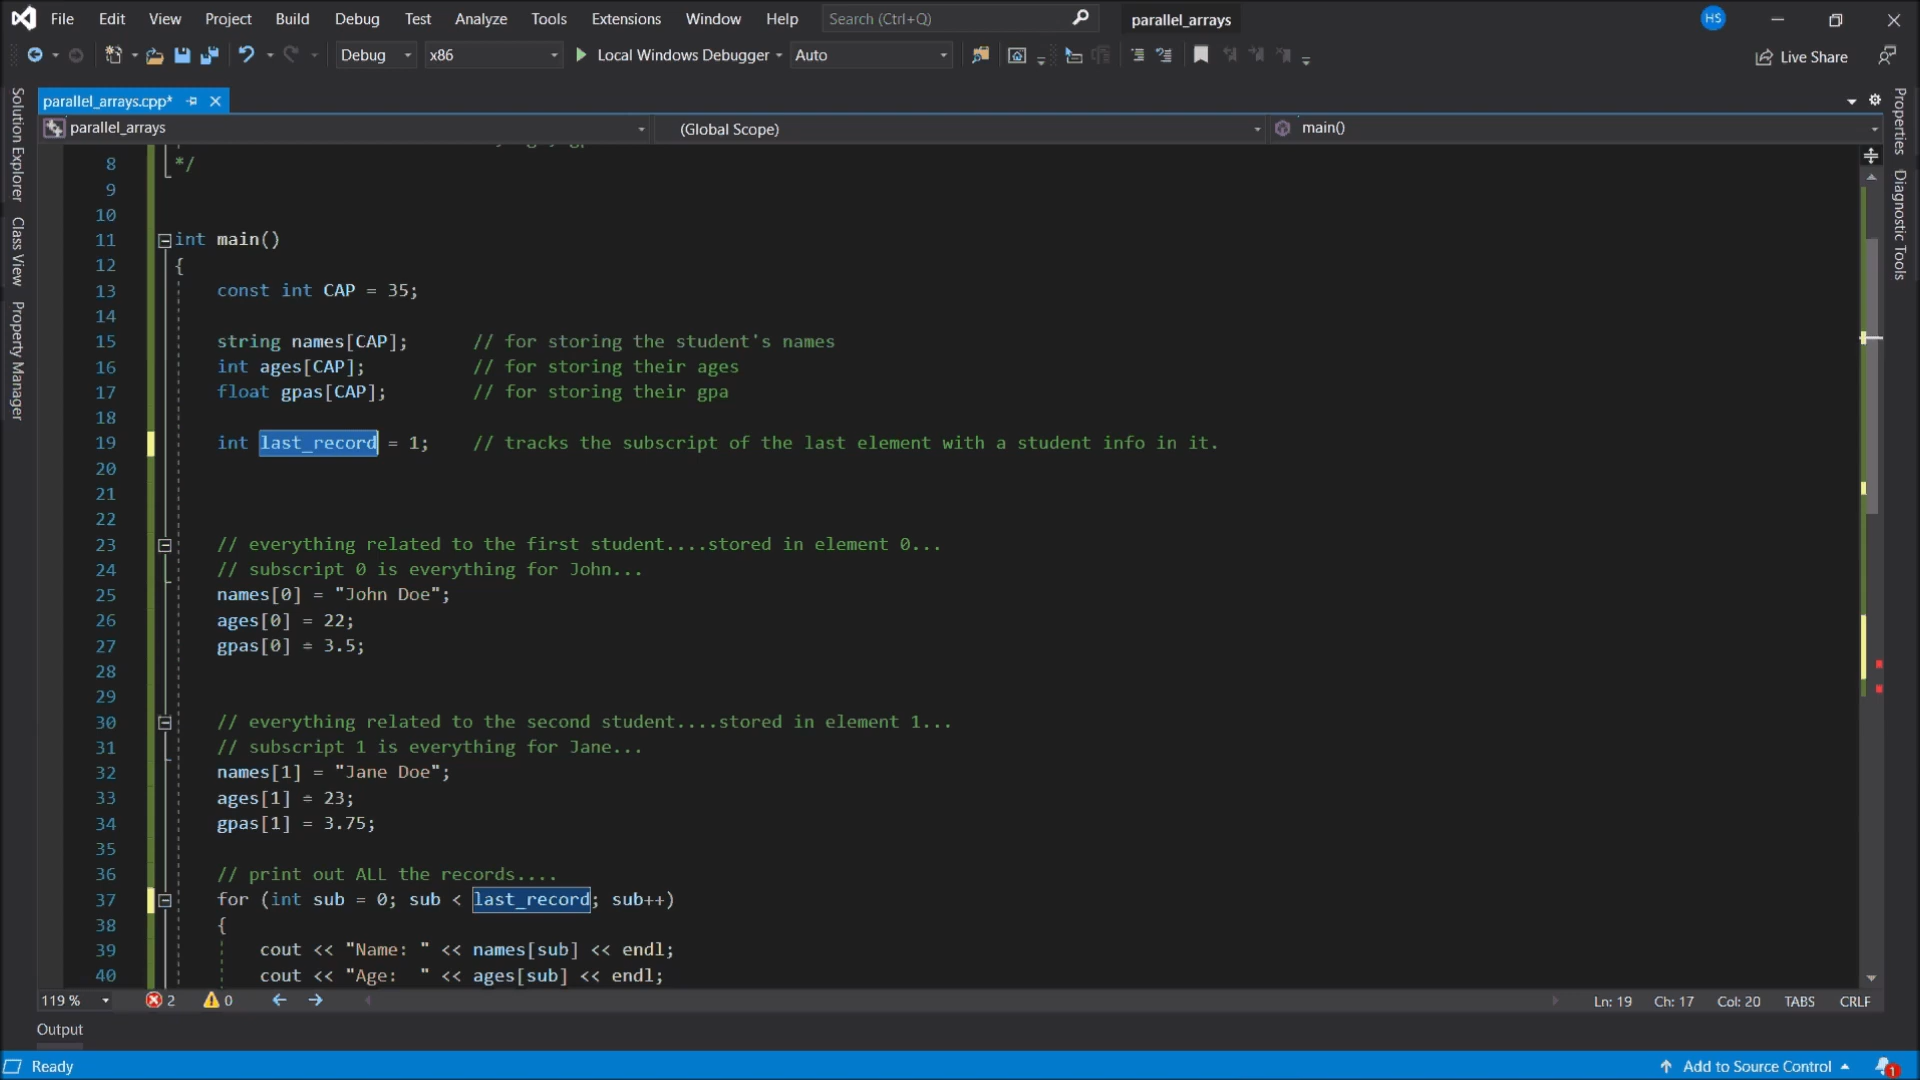 File Edit View Project Build Debug Test Analyze Tools Extensions Window Help Search (Ctrl+Q) parallel_arrays HS
Debug x86 Local Windows Debugger Auto Live Share
parallel_arrays.cpp*
parallel_arrays (Global Scope) main()
Solution Explorer
Class View
Property Manager
Properties
Diagnostic Tools
8 */
9
10
11 int main()
12 {
13 const int CAP = 35;
14
15 string names[CAP]; // for storing the student's names
16 int ages[CAP]; // for storing their ages
17 float gpas[CAP]; // for storing their gpa
18
19 int last_record = 1; // tracks the subscript of the last element with a student info in it.
20
21
22
23 // everything related to the first student....stored in element 0...
24 // subscript 0 is everything for John...
25 names[0] = "John Doe";
26 ages[0] = 22;
27 gpas[0] = 3.5;
28
29
30 // everything related to the second student....stored in element 1...
31 // subscript 1 is everything for Jane...
32 names[1] = "Jane Doe";
33 ages[1] = 23;
34 gpas[1] = 3.75;
35
36 // print out ALL the records....
37 for (int sub = 0; sub < last_record; sub++)
38 {
39 cout << "Name: " << names[sub] << endl;
40 cout << "Age:  " << ages[sub] << endl;
119 % 2 0 Ln: 19 Ch: 17 Col: 20 TABS CRLF
Output
Ready Add to Source Control 1